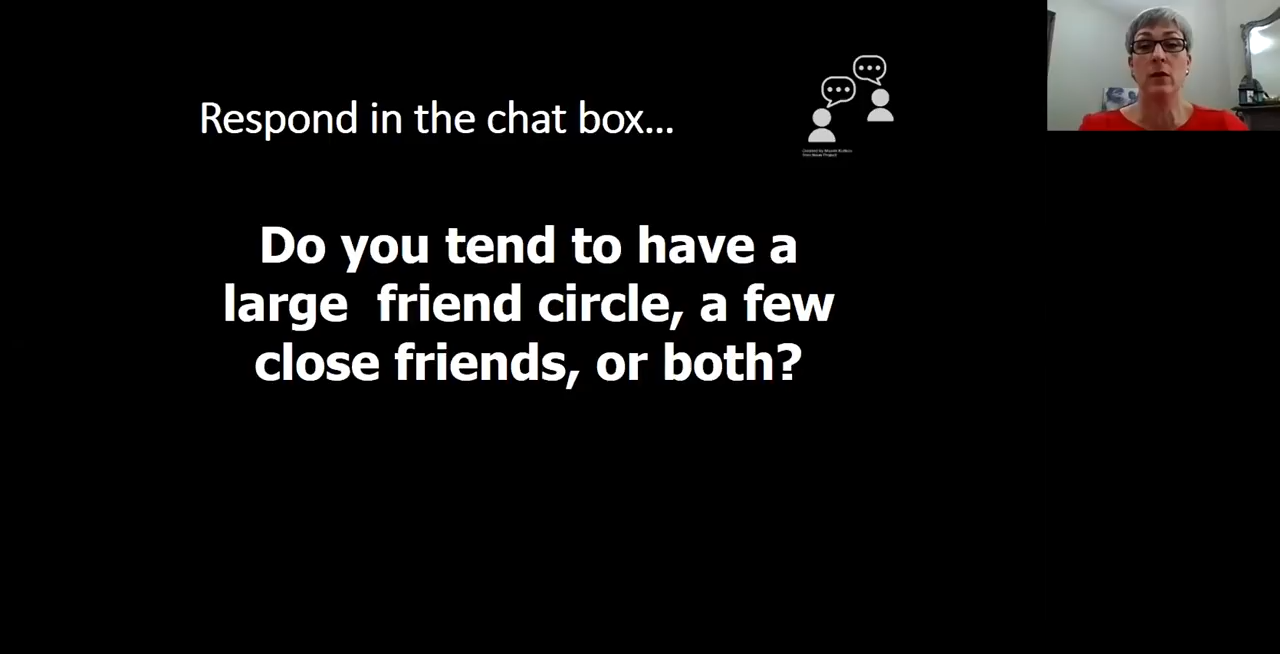 Respond in the chat box...
Do you tend to have a
large  friend circle, a few
close friends, or both?